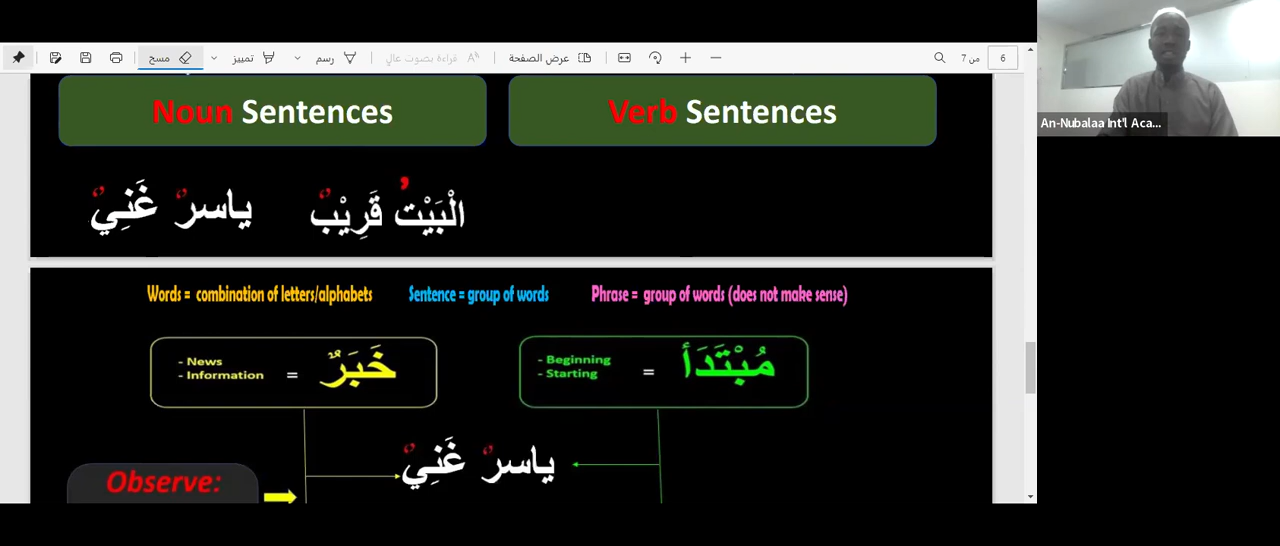 مسح
تمييز
رسم
قراءة بصوت عالٍ
عرض الصفحة
6 من 7
An-Nubalaa Int'l Aca...
Noun Sentences
Verb Sentences
الْبَيْتُ قَرِيْبٌ
ياسرٌ غَنِيٌ
Words = combination of letters/alphabets
Sentence = group of words
Phrase = group of words (does not make sense)
- News
- Information
= خَبَرٌ
- Beginning
- Starting
= مُبْتَدَأ
ياسرٌ غَنِيٌ
Observe: